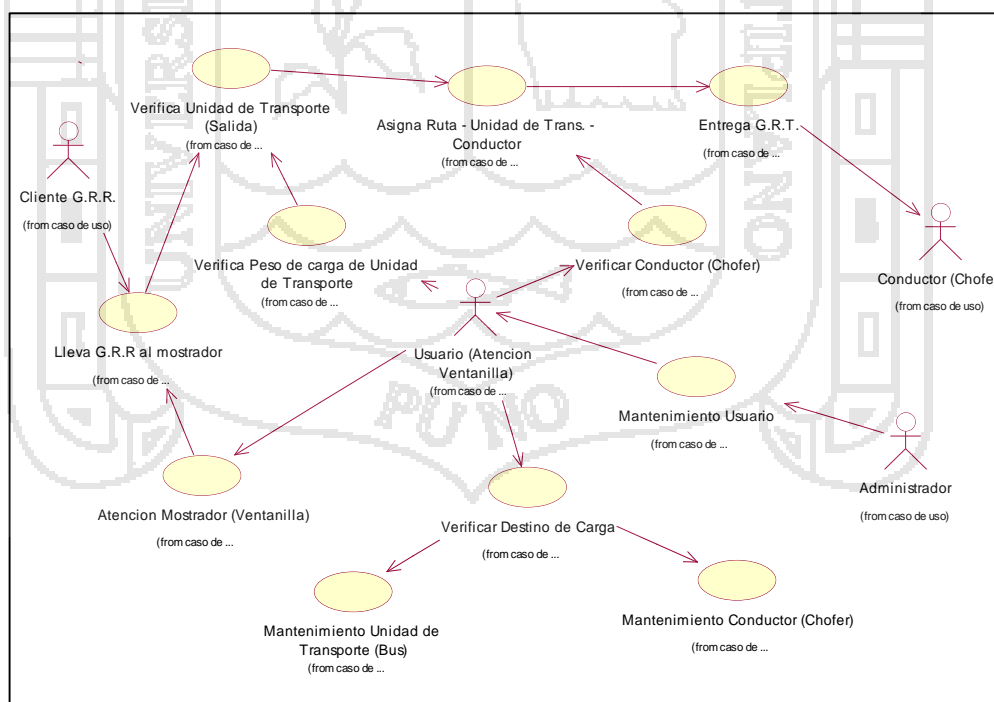 Verifica Unidad de Transporte
(Salida)
(from caso de ...
Asigna Ruta - Unidad de Trans. -
Conductor
(from caso de ...
Entrega G.R.T.
(from caso de ...
Cliente G.R.R.
(from caso de uso)
Verifica Peso de carga de Unidad
de Transporte
(from caso de ...
Verificar Conductor (Chofer)
(from caso de ...
Conductor (Chofe
(from caso de uso)
Lleva G.R.R al mostrador
(from caso de ...
Usuario (Atencion
Ventanilla)
(from caso de ...
Mantenimiento Usuario
(from caso de ...
Administrador
(from caso de uso)
Atencion Mostrador (Ventanilla)
(from caso de ...
Verificar Destino de Carga
(from caso de ...
Mantenimiento Unidad de
Transporte (Bus)
(from caso de ...
Mantenimiento Conductor (Chofer)
(from caso de ...
PUNO